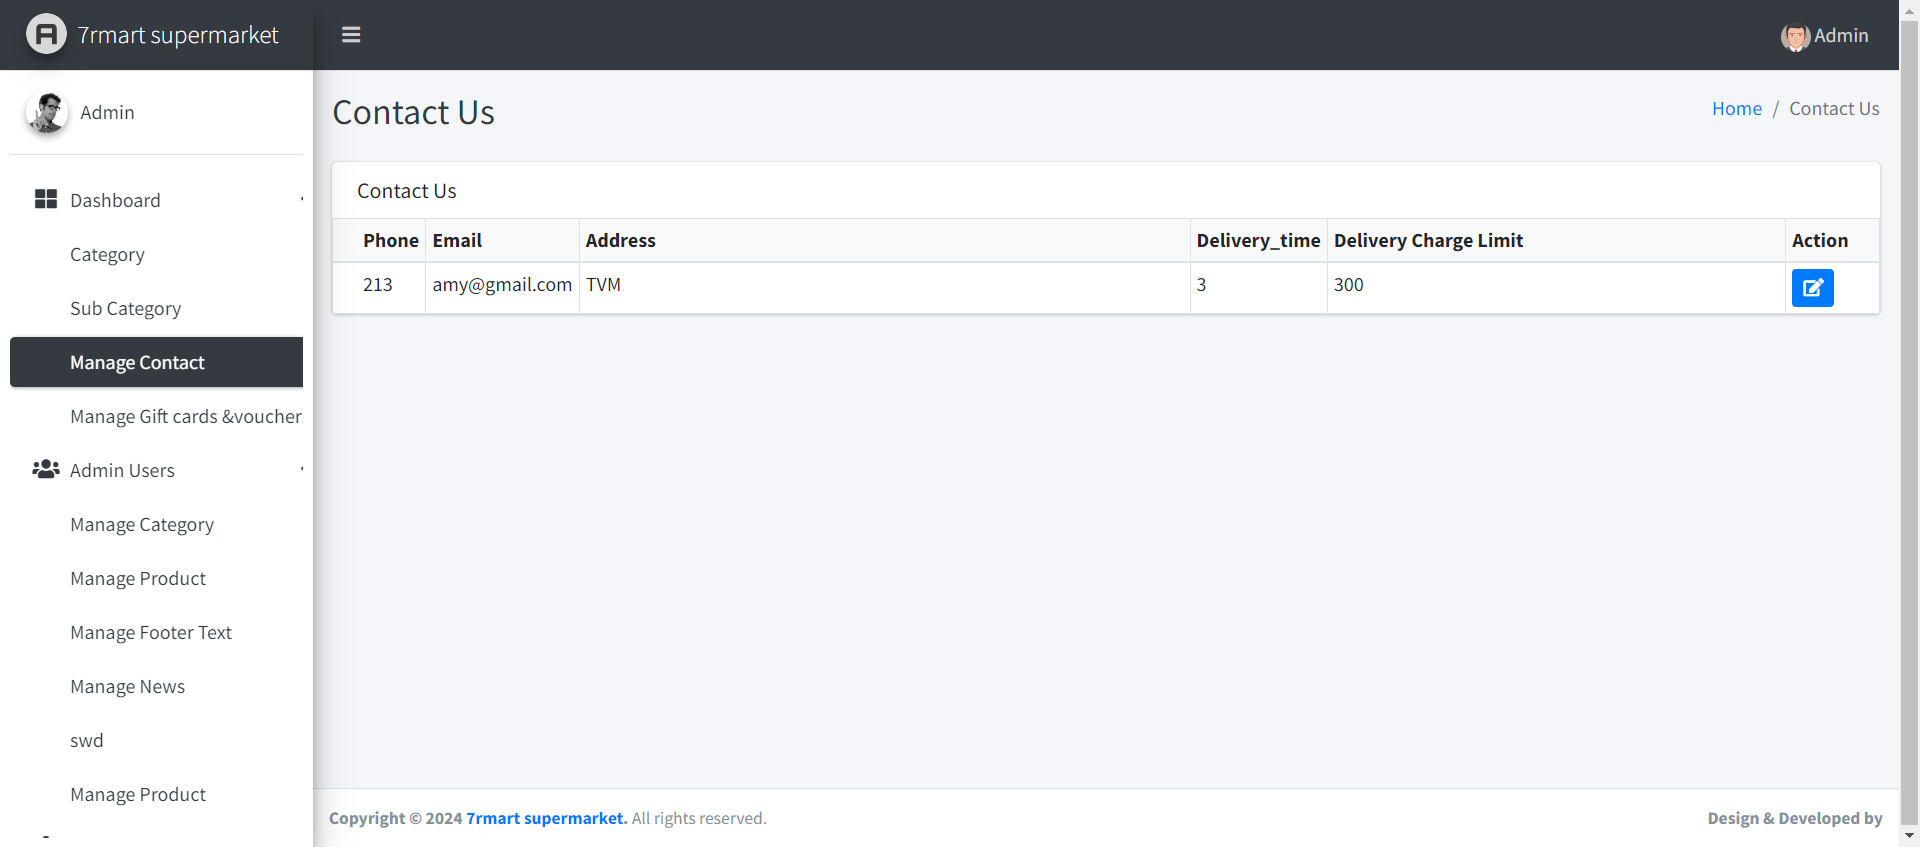 7rmart supermarket
Admin
Admin
Dashboard
Category
Sub Category
Manage Contact
Manage Gift cards &voucher
Admin Users
Manage Category
Manage Product
Manage Footer Text
Manage News
swd
Manage Product
Contact Us
Home / Contact Us
Contact Us
Phone Email Address Delivery_time Delivery Charge Limit Action
213 amy@gmail.com TVM 3 300
Copyright © 2024 7rmart supermarket. All rights reserved.
Design & Developed by